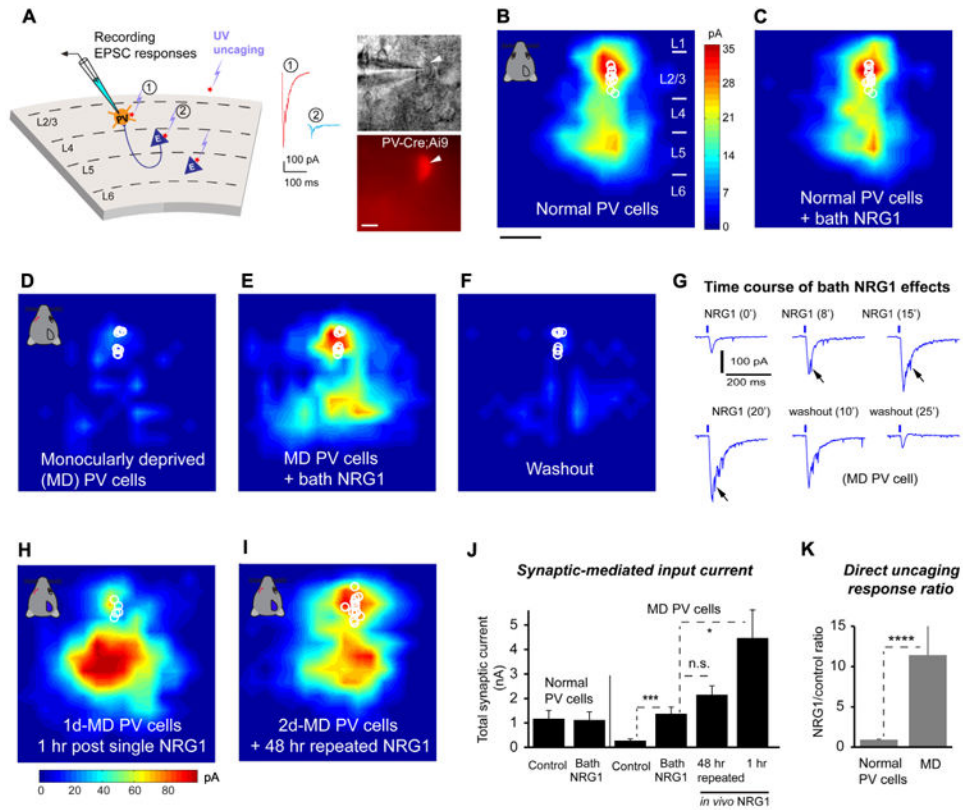 A
Recording
EPSC responses
UV
uncaging
1
2
1
2
PV
E
E
L2/3
L4
L5
L6
100 pA
100 ms
PV-Cre;Ai9
B
L1
L2/3
L4
L5
L6
Normal PV cells
pA
35
28
21
14
7
0
C
Normal PV cells
+ bath NRG1
D
Monocularly deprived
(MD) PV cells
E
MD PV cells
+ bath NRG1
F
Washout
G
Time course of bath NRG1 effects
NRG1 (0')
NRG1 (8')
NRG1 (15')
100 pA
200 ms
NRG1 (20')
washout (10')
washout (25')
(MD PV cell)
H
1d-MD PV cells
1 hr post single NRG1
I
2d-MD PV cells
+ 48 hr repeated NRG1
pA
0 20 40 60 80 100
J
Synaptic-mediated input current
Total synaptic current
(nA)
5
4
3
2
1
0
Normal
PV cells
MD PV cells
***
n.s.
*
Control
Bath
NRG1
Control
Bath
NRG1
48 hr
repeated
1 hr
in vivo NRG1
K
Direct uncaging
response ratio
NRG1/control ratio
15
10
5
0
****
Normal
PV cells
MD